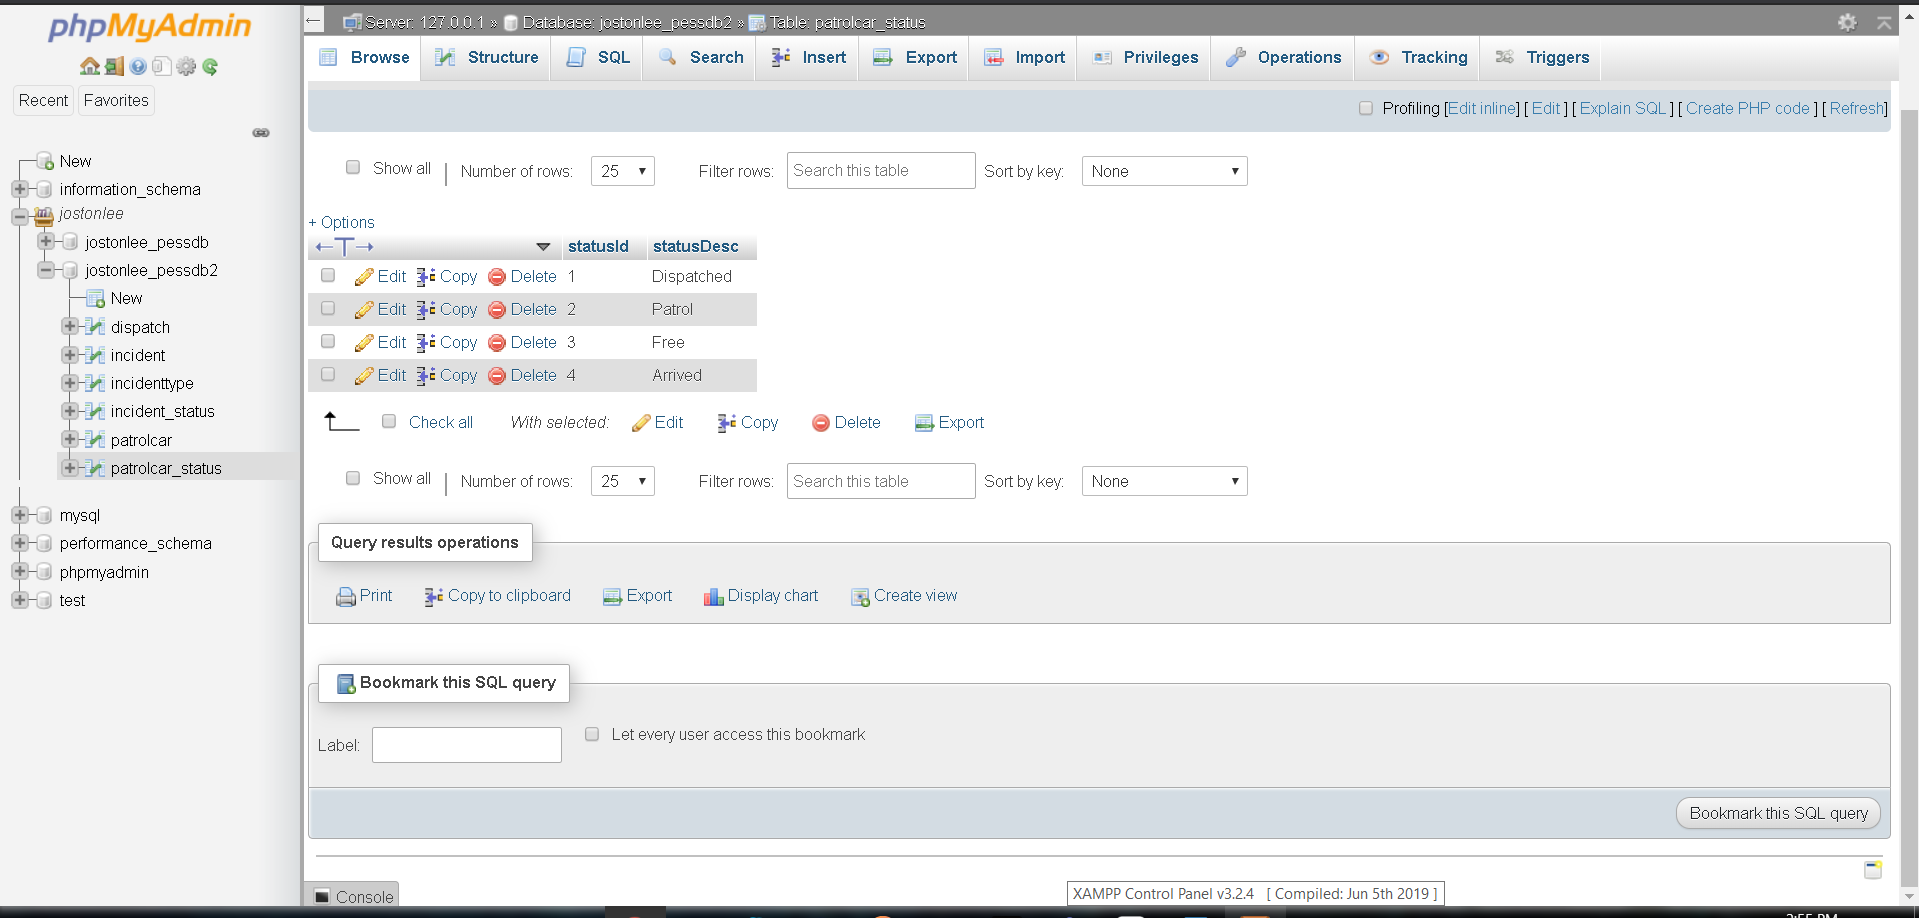 phpMyAdmin
Recent Favorites
New
information_schema
jostonlee
jostonlee_pessdb
jostonlee_pessdb2
New
dispatch
incident
incidenttype
incident_status
patrolcar
patrolcar_status
mysql
performance_schema
phpmyadmin
test
Server: 127.0.0.1 » Database: jostonlee_pessdb2 » Table: patrolcar_status
Browse Structure SQL Search Insert Export Import Privileges Operations Tracking Triggers
Profiling [Edit inline] [ Edit ] [ Explain SQL ] [ Create PHP code ] [ Refresh]
Show all | Number of rows: 25 Filter rows: Search this table Sort by key: None
+ Options
←T→ statusId statusDesc
Edit Copy Delete 1 Dispatched
Edit Copy Delete 2 Patrol
Edit Copy Delete 3 Free
Edit Copy Delete 4 Arrived
Check all With selected: Edit Copy Delete Export
Show all | Number of rows: 25 Filter rows: Search this table Sort by key: None
Query results operations
Print Copy to clipboard Export Display chart Create view
Bookmark this SQL query
Label: Let every user access this bookmark
Bookmark this SQL query
Console
XAMPP Control Panel v3.2.4 [ Compiled: Jun 5th 2019 ]